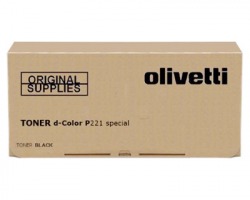 ORIGINAL
SUPPLIES
olivetti
TONER d-Color P221 special
TONER BLACK